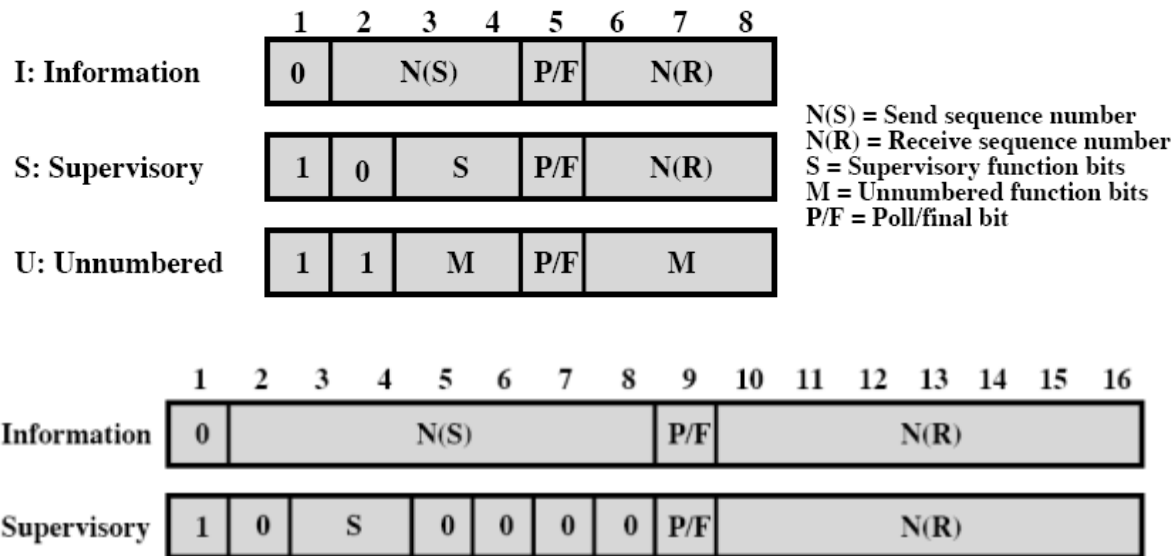 1 2 3 4 5 6 7 8
I: Information 0 N(S) P/F N(R)
S: Supervisory 1 0 S P/F N(R)
U: Unnumbered 1 1 M P/F M
N(S) = Send sequence number
N(R) = Receive sequence number
S = Supervisory function bits
M = Unnumbered function bits
P/F = Poll/final bit
1 2 3 4 5 6 7 8 9 10 11 12 13 14 15 16
Information 0 N(S) P/F N(R)
Supervisory 1 0 S 0 0 0 0 P/F N(R)